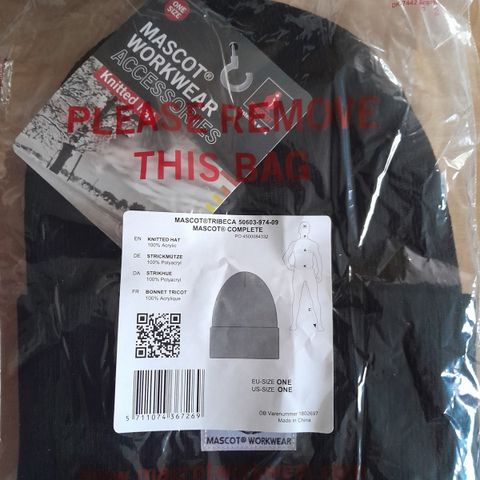 ONE
SIZE
MASCOT®
WORKWEAR
ACCESSORIES
Knitted
PLEASE REMOVE
THIS BAG
MASCOT®TRIBECA 50603-974-09
MASCOT® COMPLETE
EN KNITTED HAT
100% Acrylic
DE STRICKMÜTZE
100% Polyacryl
DA STRIKHUE
100% Polyacryl
FR BONNET TRICOT
100% Acrylique
EU-SIZE: ONE
US-SIZE: ONE
Made in China
5 711074 367269
MASCOT® WORKWEAR